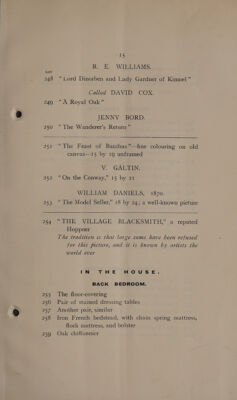 15
R. E. WILLIAMS.
LOT
248 "Lord Dinorben and Lady Gardner of Kinmel"
Called DAVID COX.
249 "A Royal Oak"
JENNY BORD.
250 "The Wanderer's Return"
251 "The Feast of Bacchus"—fine colouring on old
canvas—15 by 19 unframed
V. GALTIN.
252 "On the Conway," 15 by 21
WILLIAM DANIELS, 1870.
253 "The Model Seller," 18 by 24; a well-known picture
254 "THE VILLAGE BLACKSMITH," a reputed
Hoppner
The tradition is that large sums have been refused
for this picture, and it is known by artists the
world over
IN THE HOUSE.
BACK BEDROOM.
255 The floor-covering
256 Pair of stained dressing tables
257 Another pair, similar
258 Iron French bedstead, with chain spring mattress,
flock mattress, and bolster
259 Oak chiffonnier